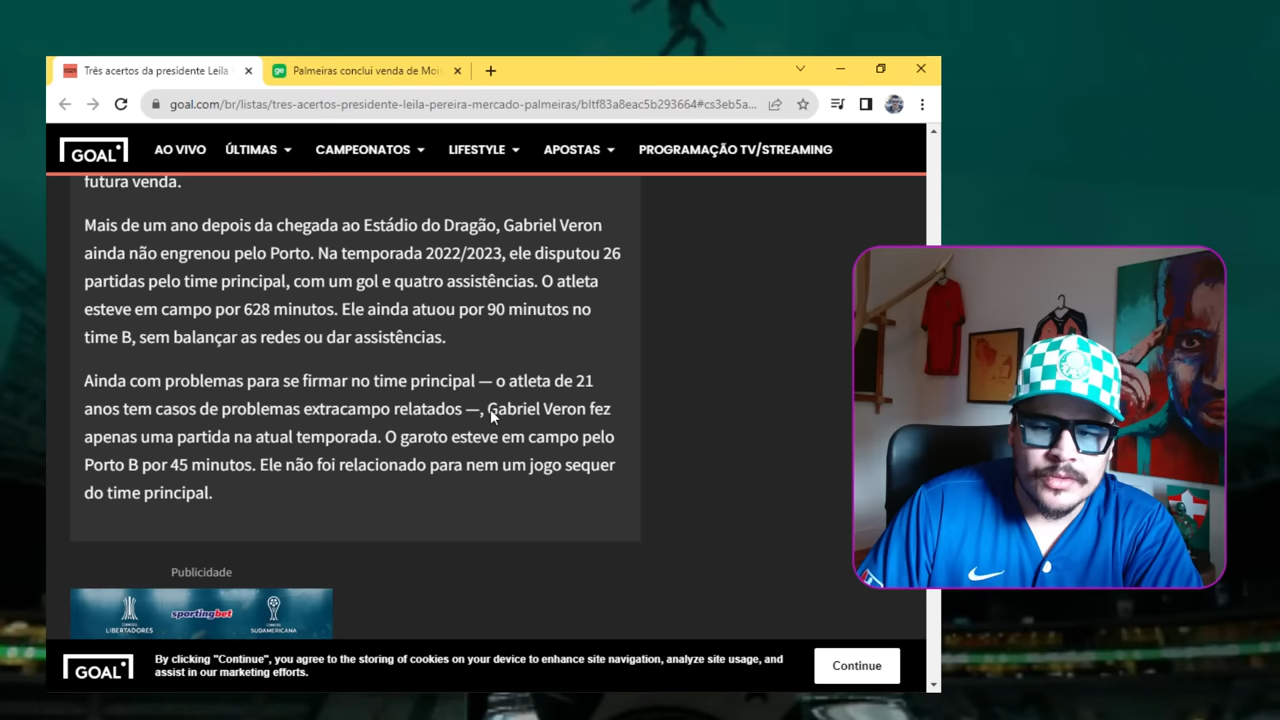 Três acertos da presidente Leila
ge
Palmeiras conclui venda de Moi
goal.com/br/listas/tres-acertos-presidente-leila-pereira-mercado-palmeiras/bltf83a8eac5b293664#cs3eb5a...
GOAL
AO VIVO
ÚLTIMAS
CAMPEONATOS
LIFESTYLE
APOSTAS
PROGRAMAÇÃO TV/STREAMING
futura venda.
Mais de um ano depois da chegada ao Estádio do Dragão, Gabriel Veron
ainda não engrenou pelo Porto. Na temporada 2022/2023, ele disputou 26
partidas pelo time principal, com um gol e quatro assistências. O atleta
esteve em campo por 628 minutos. Ele ainda atuou por 90 minutos no
time B, sem balançar as redes ou dar assistências.
Ainda com problemas para se firmar no time principal — o atleta de 21
anos tem casos de problemas extracampo relatados —, Gabriel Veron fez
apenas uma partida na atual temporada. O garoto esteve em campo pelo
Porto B por 45 minutos. Ele não foi relacionado para nem um jogo sequer
do time principal.
Publicidade
LIBERTADORES
sportingbet
SUDAMERICANA
GOAL
By clicking "Continue", you agree to the storing of cookies on your device to enhance site navigation, analyze site usage, and
assist in our marketing efforts.
Continue